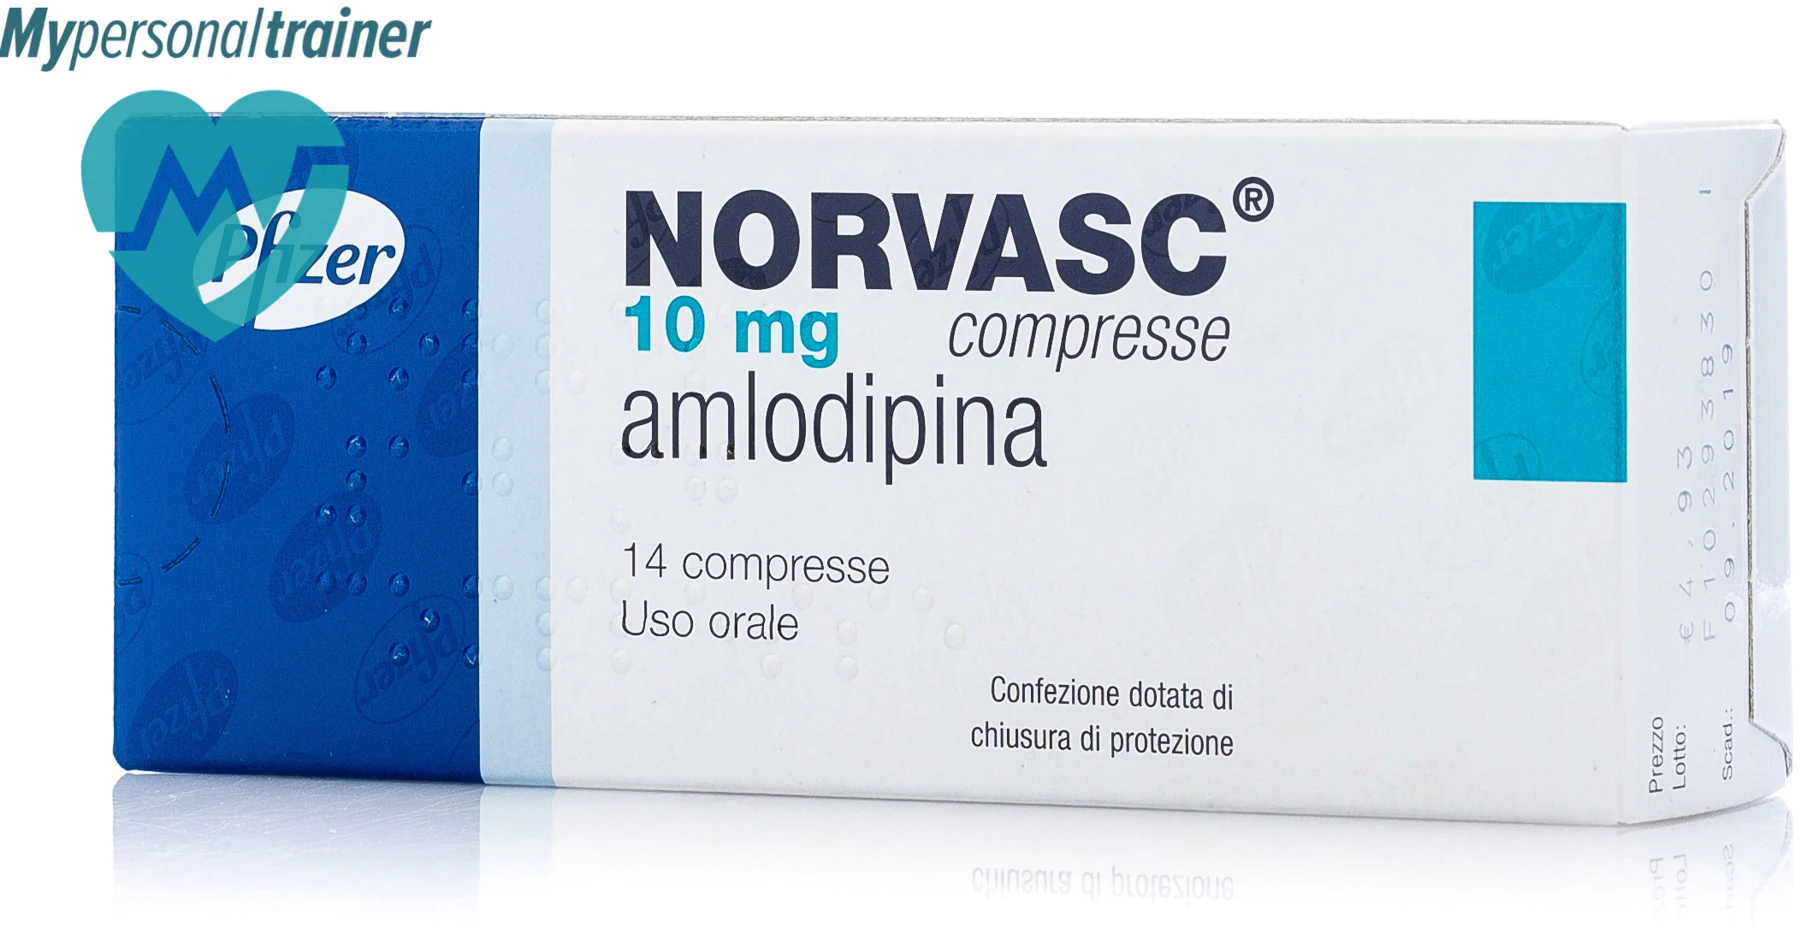 Mypersonaltrainer
Pfizer
NORVASC®
10 mg compresse
amlodipina
14 compresse
Uso orale
Confezione dotata di
chiusura di protezione
Prezzo € 4,93
Lotto: F10293830 I
Scad.: 09.2019